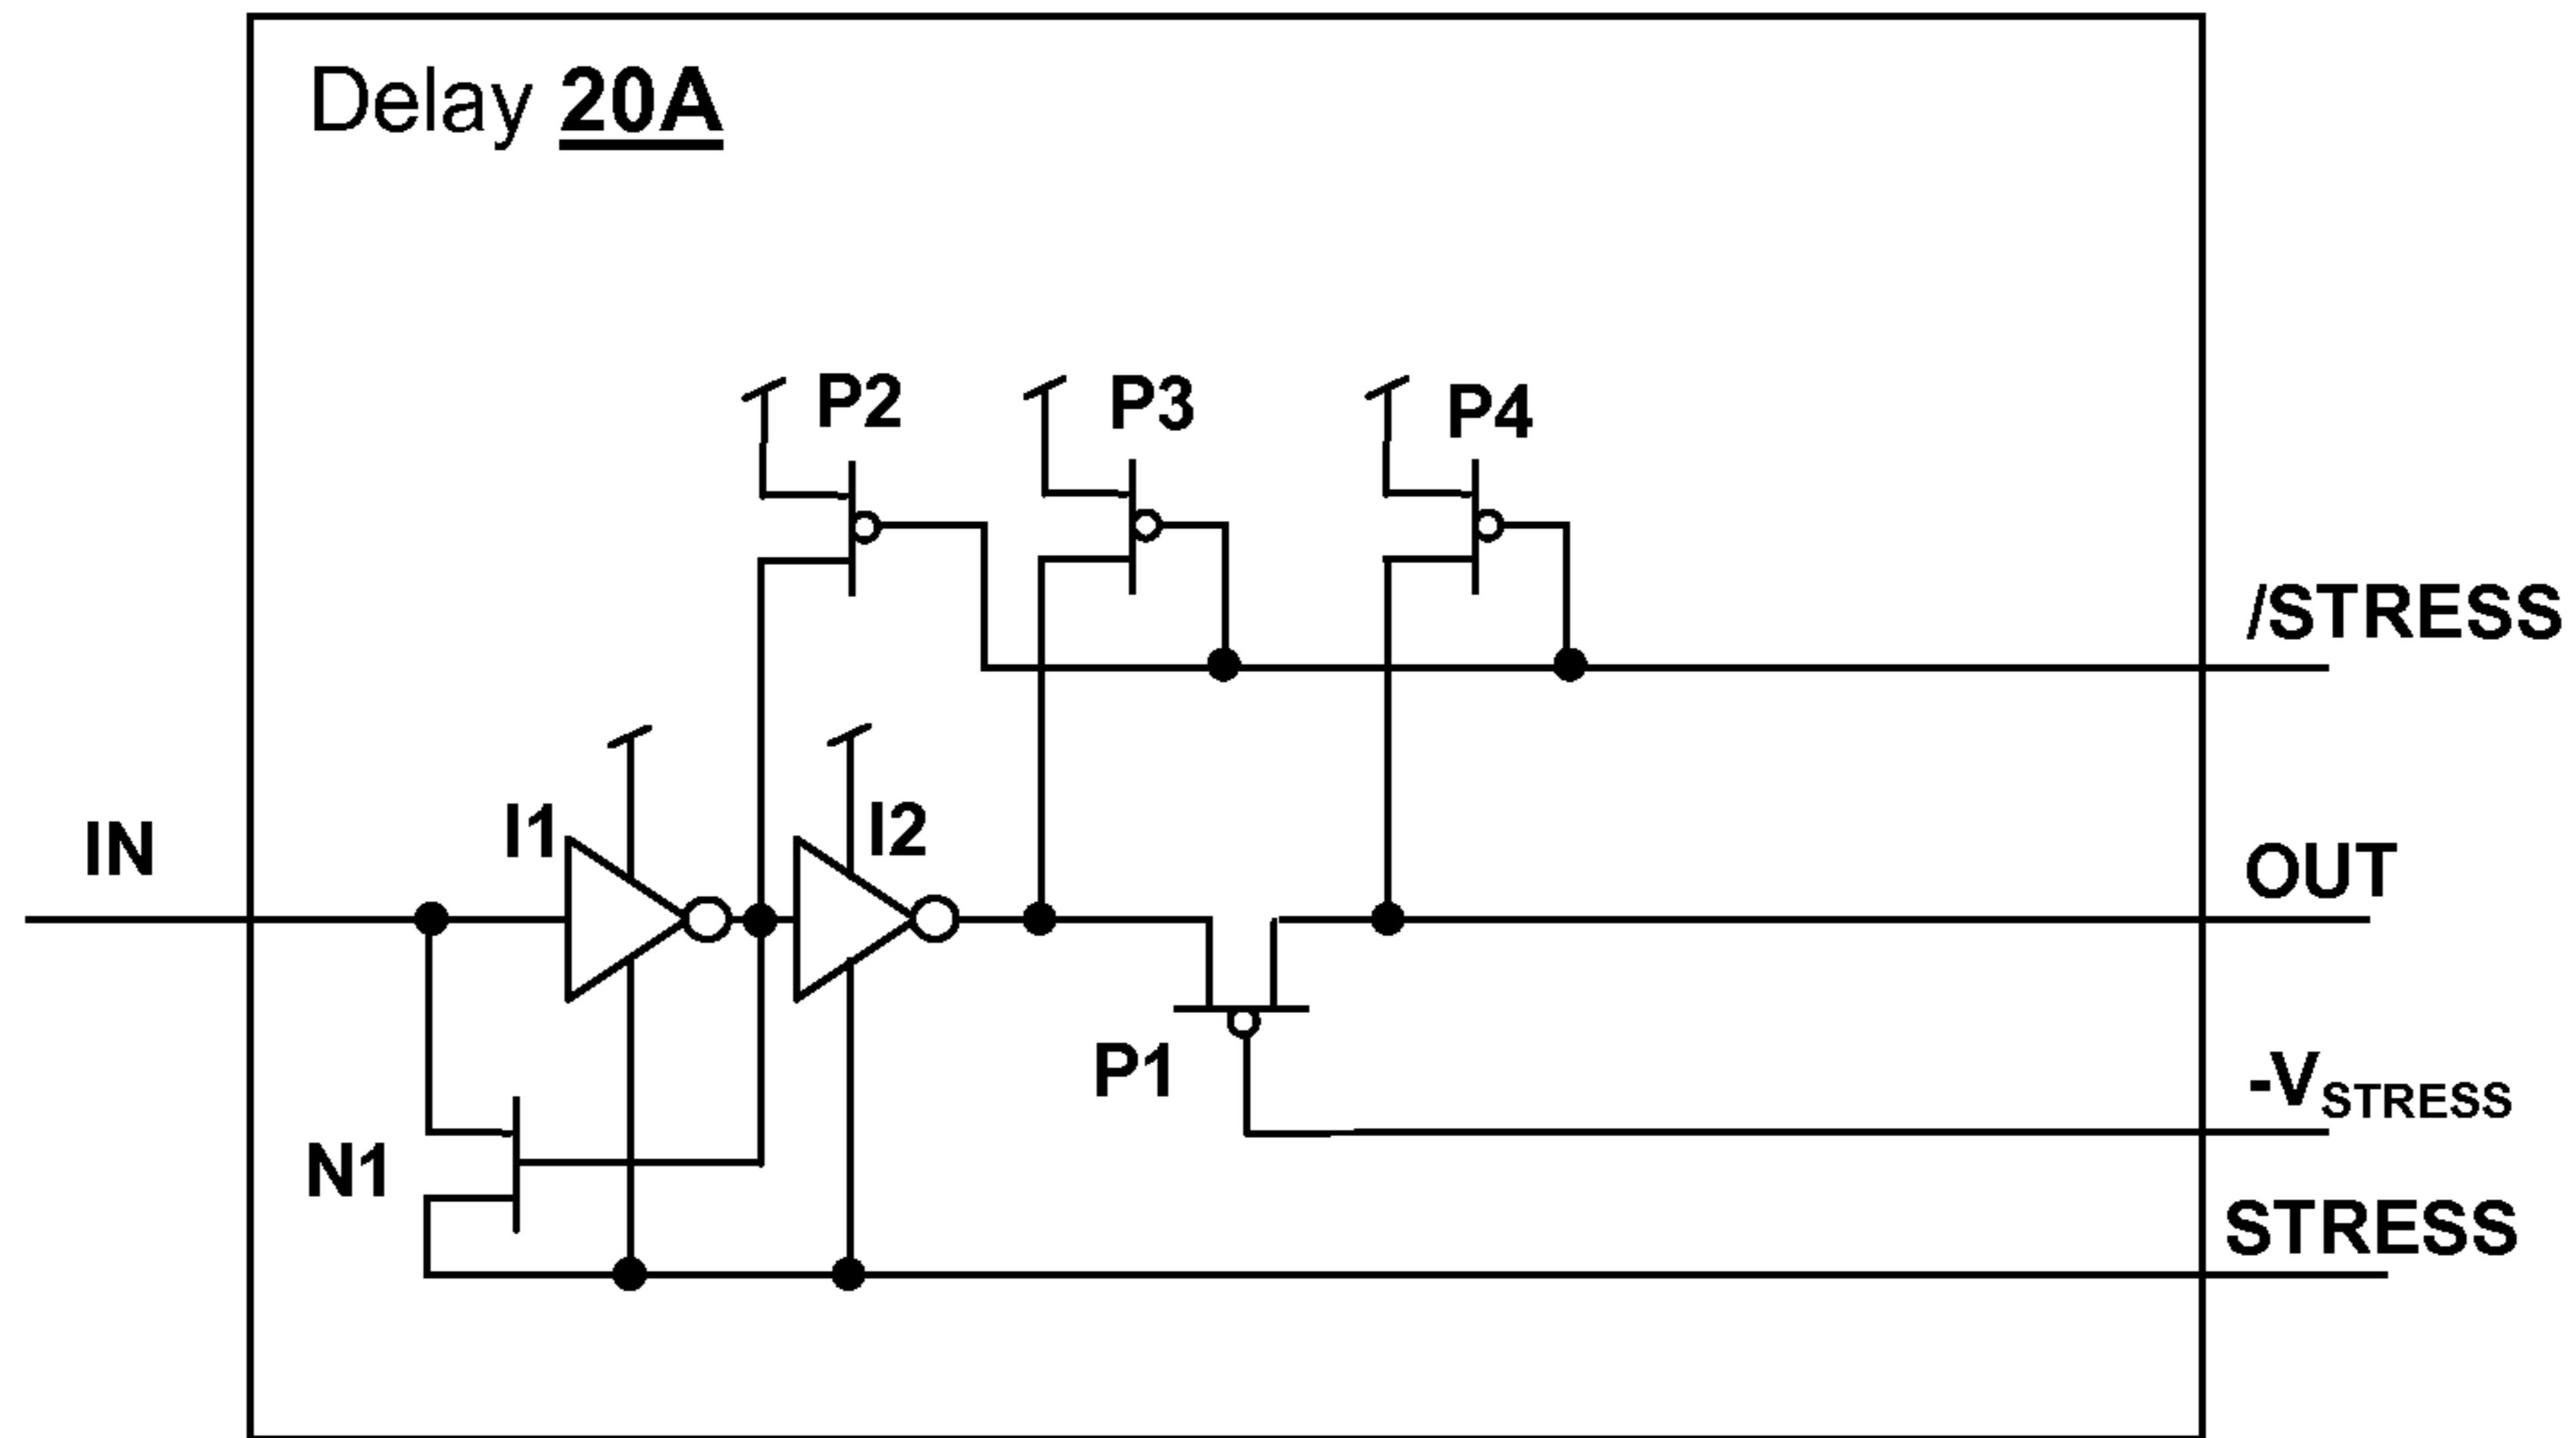 Delay 20A
P2
P3
P4
/STRESS
I1
I2
IN
OUT
P1
-VSTRESS
N1
STRESS